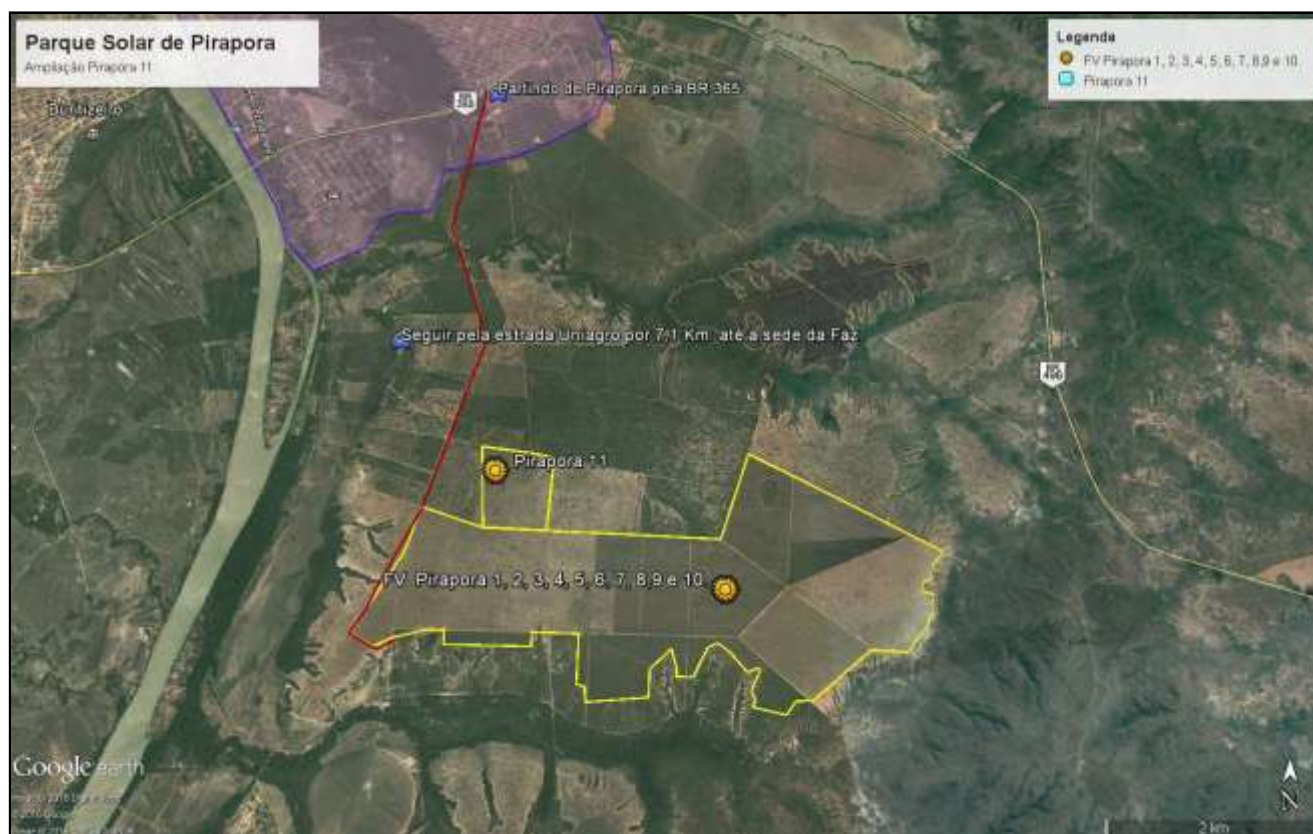 Parque Solar de Pirapora
Ampliação Pirapora 11
Legenda
FV Pirapora 1, 2, 3, 4, 5, 6, 7, 8,9 e 10
Pirapora 11
Partindo de Pirapora pela BR 365
Buritizeiro
Seguir pela estrada Uniagro por 7,1 Km até a sede da Faz
496
Pirapora 11
FV Pirapora 1, 2, 3, 4, 5, 6, 7, 8,9 e 10
Google earth
N
2 km